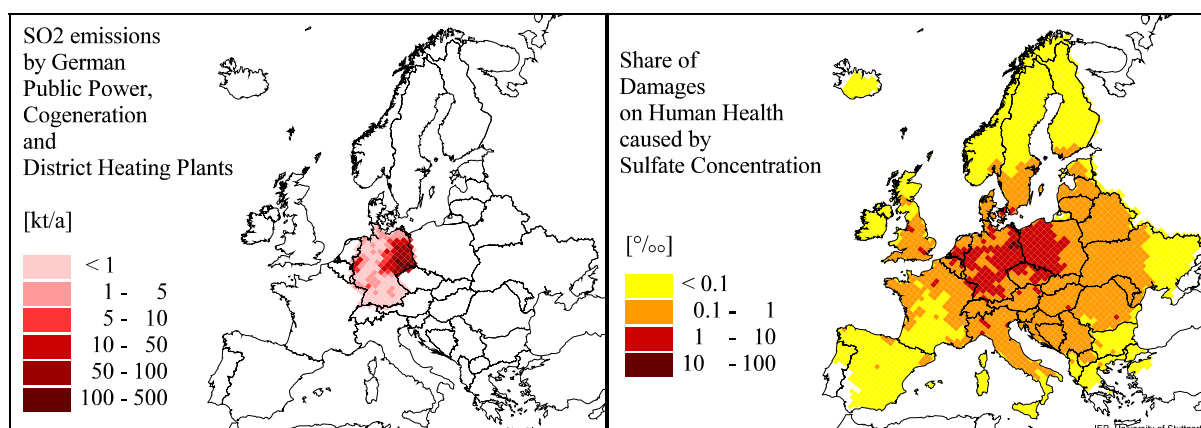 SO2 emissions
by German
Public Power,
Cogeneration
and
District Heating Plants
[kt/a]
< 1
1 - 5
5 - 10
10 - 50
50 - 100
100 - 500
Share of
Damages
on Human Health
caused by
Sulfate Concentration
[°/₀₀]
< 0.1
0.1 - 1
1 - 10
10 - 100